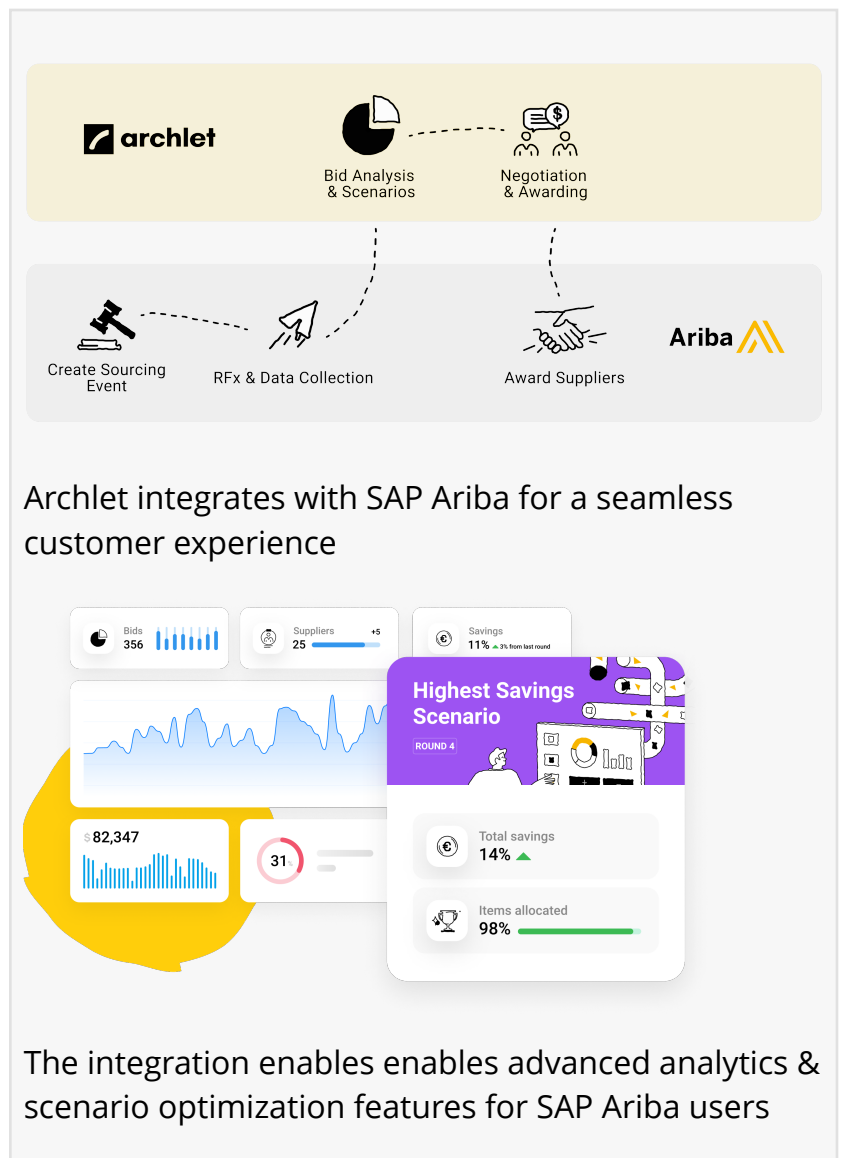 archlet
Bid Analysis
& Scenarios
Negotiation
& Awarding
$
Create Sourcing
Event
RFx & Data Collection
Award Suppliers
Ariba
Archlet integrates with SAP Ariba for a seamless
customer experience
Bids
356
Suppliers
25
+5
€
Savings
11%
3% from last round
Highest Savings
Scenario
ROUND 4
$82,347
31%
€
Total savings
14%
Items allocated
98%
The integration enables enables advanced analytics &
scenario optimization features for SAP Ariba users